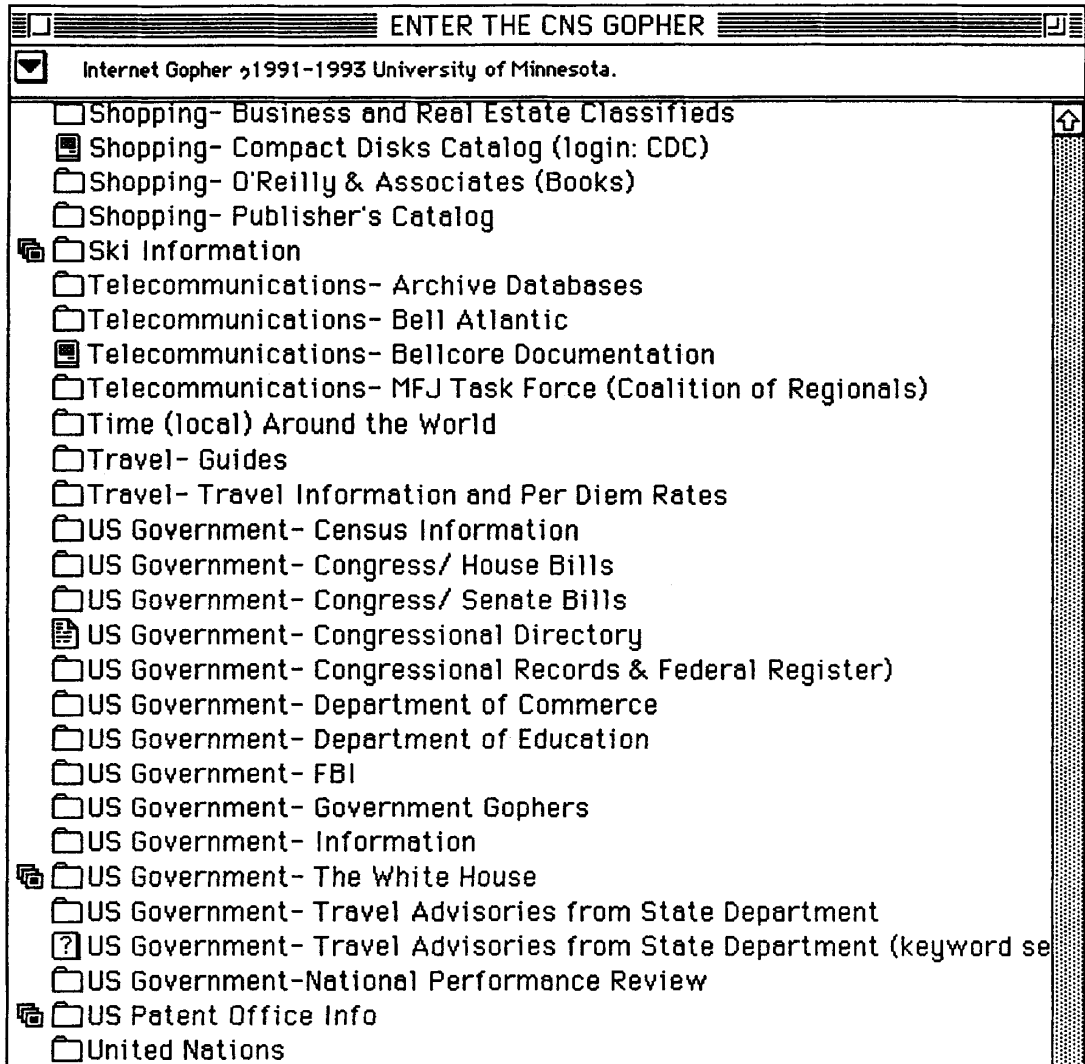 ENTER THE CNS GOPHER
Internet Gopher 1991-1993 University of Minnesota.
Shopping- Business and Real Estate Classifieds
Shopping- Compact Disks Catalog (login: CDC)
Shopping- O'Reilly & Associates (Books)
Shopping- Publisher's Catalog
Ski Information
Telecommunications- Archive Databases
Telecommunications- Bell Atlantic
Telecommunications- Bellcore Documentation
Telecommunications- MFJ Task Force (Coalition of Regionals)
Time (local) Around the World
Travel- Guides
Travel- Travel Information and Per Diem Rates
US Government- Census Information
US Government- Congress/ House Bills
US Government- Congress/ Senate Bills
US Government- Congressional Directory
US Government- Congressional Records & Federal Register)
US Government- Department of Commerce
US Government- Department of Education
US Government- FBI
US Government- Government Gophers
US Government- Information
US Government- The White House
US Government- Travel Advisories from State Department
? US Government- Travel Advisories from State Department (keyword se
US Government-National Performance Review
US Patent Office Info
United Nations